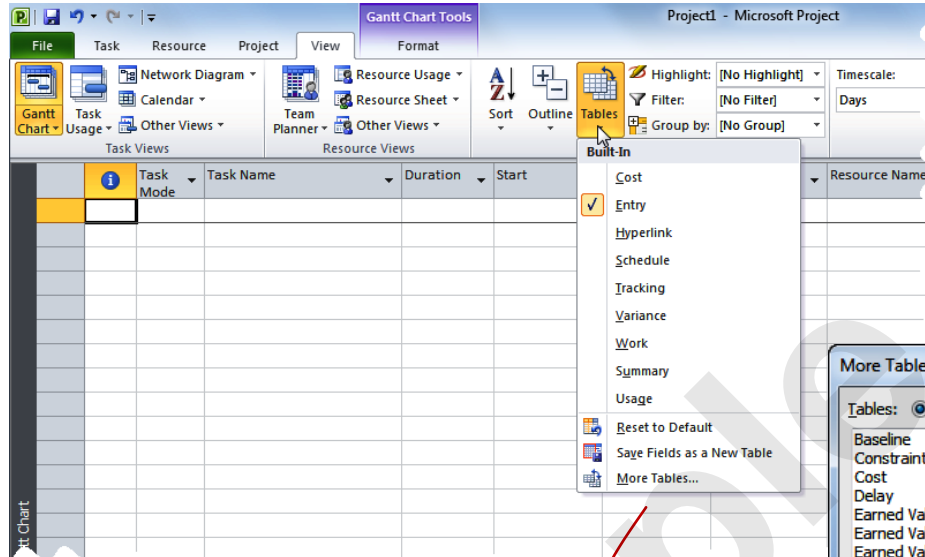 Gantt Chart Tools
Project1 - Microsoft Project
File Task Resource Project View Format
Network Diagram
Calendar
Other Views
Gantt Chart
Task Usage
Task Views
Team Planner
Resource Usage
Resource Sheet
Other Views
Resource Views
Sort
Outline
Tables
Highlight: [No Highlight]
Filter: [No Filter]
Group by: [No Group]
Timescale:
Days
Task Mode
Task Name
Duration
Start
Resource Name
Built-In
Cost
Entry
Hyperlink
Schedule
Tracking
Variance
Work
Summary
Usage
Reset to Default
Save Fields as a New Table
More Tables...
More Table
Tables:
Baseline
Constraint
Cost
Delay
Earned Va
Earned Va
Earned Va
tt Chart
ple